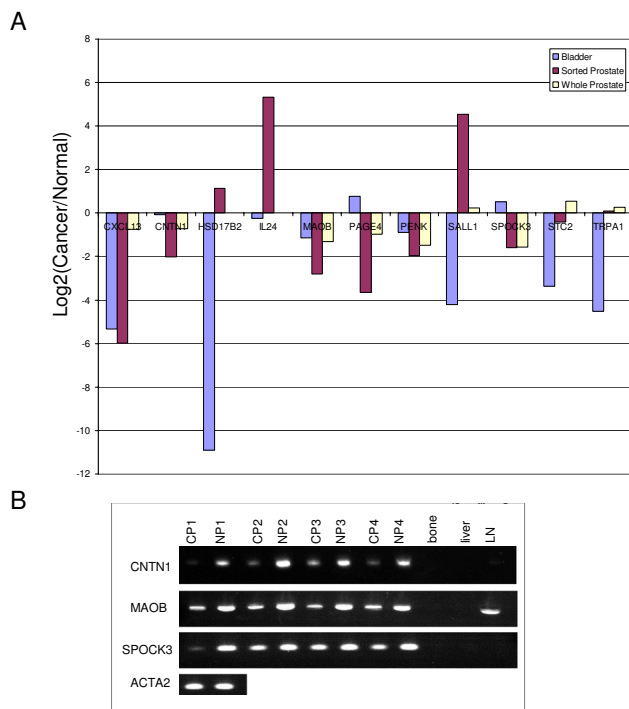 A
8
6
4
2
0
-2
-4
-6
-8
-10
-12
Log2(Cancer/Normal)
Bladder
Sorted Prostate
Whole Prostate
CXCL13 CNTN1 HSD17B2 IL24 MAOB PAGE4 PENK SALL1 SPOCK3 STC2 TRPA1
B
CP1 NP1 CP2 NP2 CP3 NP3 CP4 NP4 bone liver LN
CNTN1
MAOB
SPOCK3
ACTA2